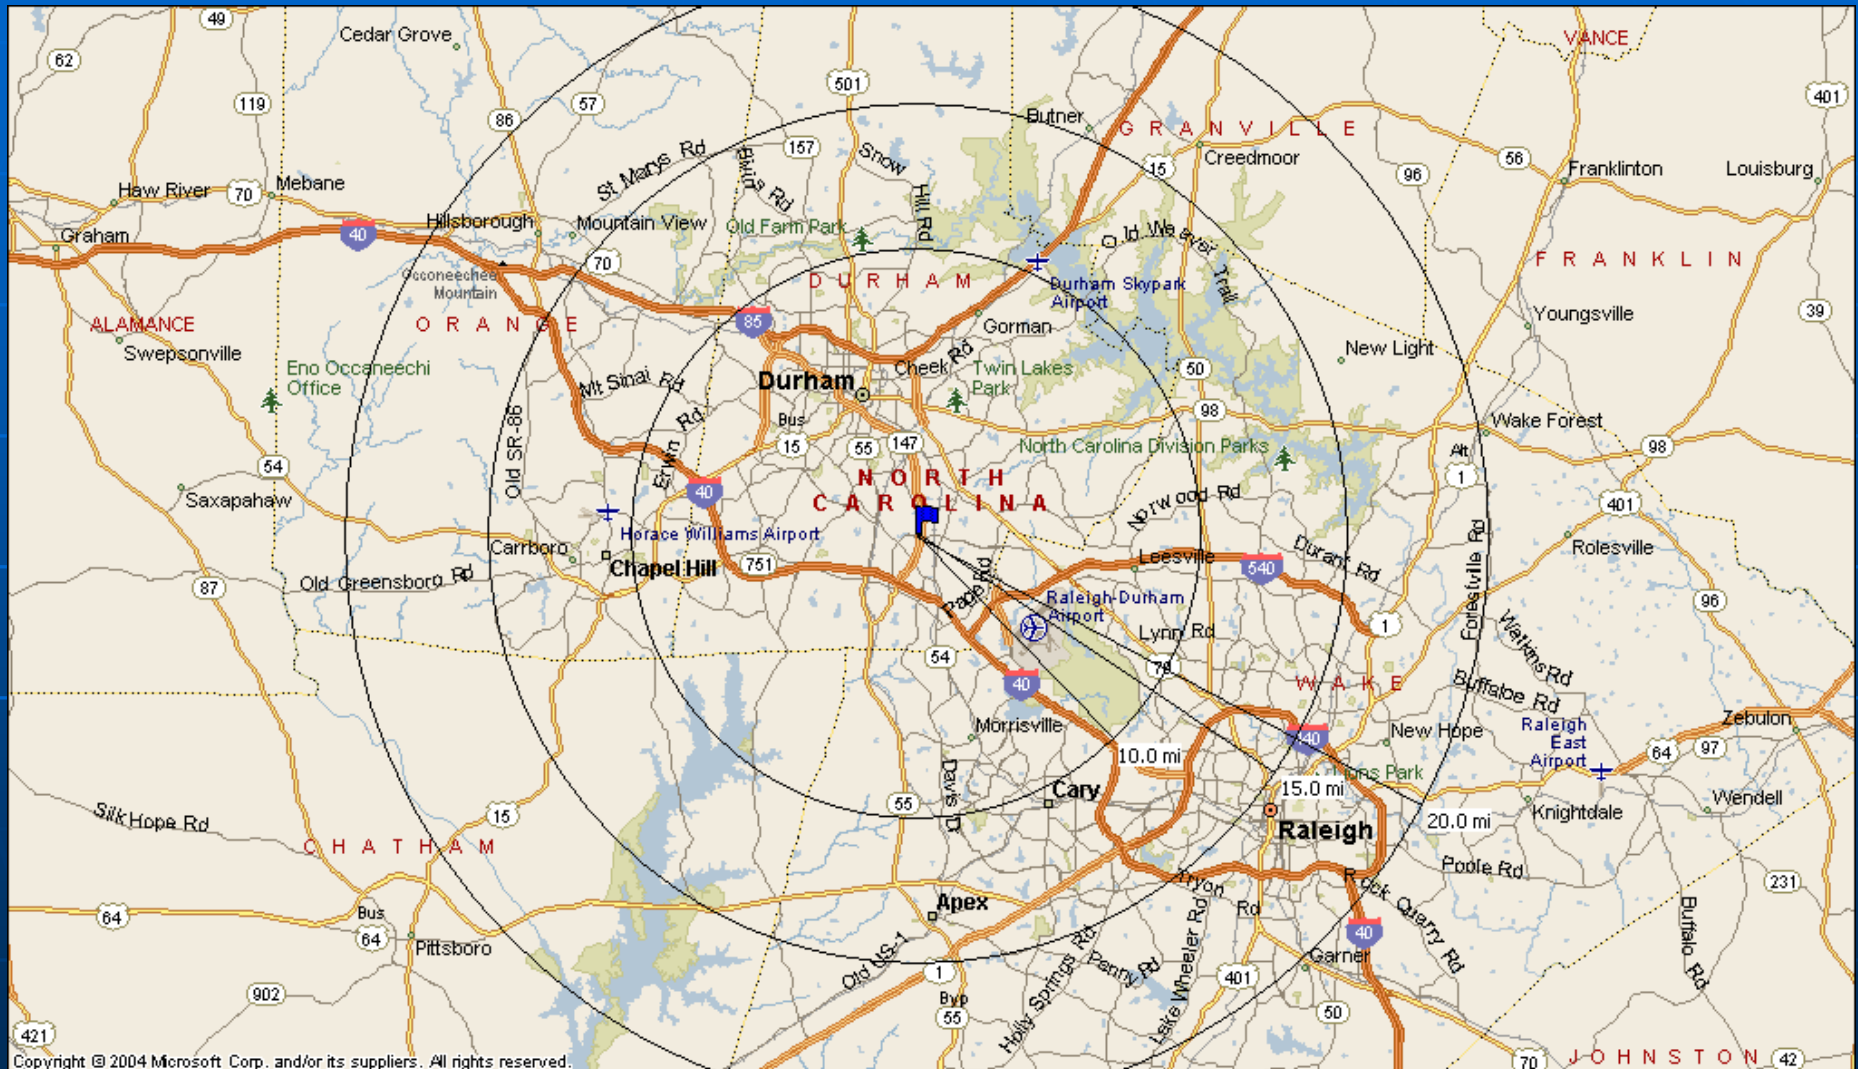 49
Cedar Grove
VANCE
62
501
401
119
57
86
Butner
GRANVILLE
157
Snow
Hill Rd
St Marys Rd
15
Creedmoor
56
96
Franklinton
Louisburg
Haw River
70
Mebane
Hillsborough
Mountain View
Old Farm Park
Old Weaver Trail
40
Graham
70
Occoneechee
Mountain
DURHAM
Durham Skypark
Airport
FRANKLIN
ALAMANCE
ORANGE
85
Gorman
Youngsville
39
Swepsonville
New Light
Eno Occaneechi
Office
Mt Sinai Rd
Durham
Cheek Rd
Twin Lakes
Park
50
98
Erwin Rd
Bus
15
55
147
North Carolina Division Parks
Wake Forest
98
Alt
1
Old SR-86
54
40
NORTH
CAROLINA
Norwood Rd
Saxapahaw
401
Horace Williams Airport
Carrboro
Chapel Hill
751
Leesville
540
Durant Rd
Forestville Rd
Rolesville
Old Greensboro Rd
87
Page Rd
Raleigh-Durham
Airport
96
Lynn Rd
1
Watkins Rd
54
70
40
WAKE
Buffaloe Rd
Morrisville
New Hope
Raleigh
East
Airport
Zebulon
440
64
97
10.0 mi
Lions Park
Davis Dr
Cary
15.0 mi
Wendell
55
20.0 mi
Knightdale
Silk Hope Rd
15
Raleigh
CHATHAM
Poole Rd
Tryon Rd
Rock Quarry Rd
231
Apex
64
Bus
64
Pittsboro
Buffalo Rd
40
Old US-1
1
Holly Springs Rd
Penny Rd
Lake Wheeler Rd
401
Garner
902
Byp
55
50
421
70
JOHNSTON
42
Copyright © 2004 Microsoft Corp. and/or its suppliers. All rights reserved.